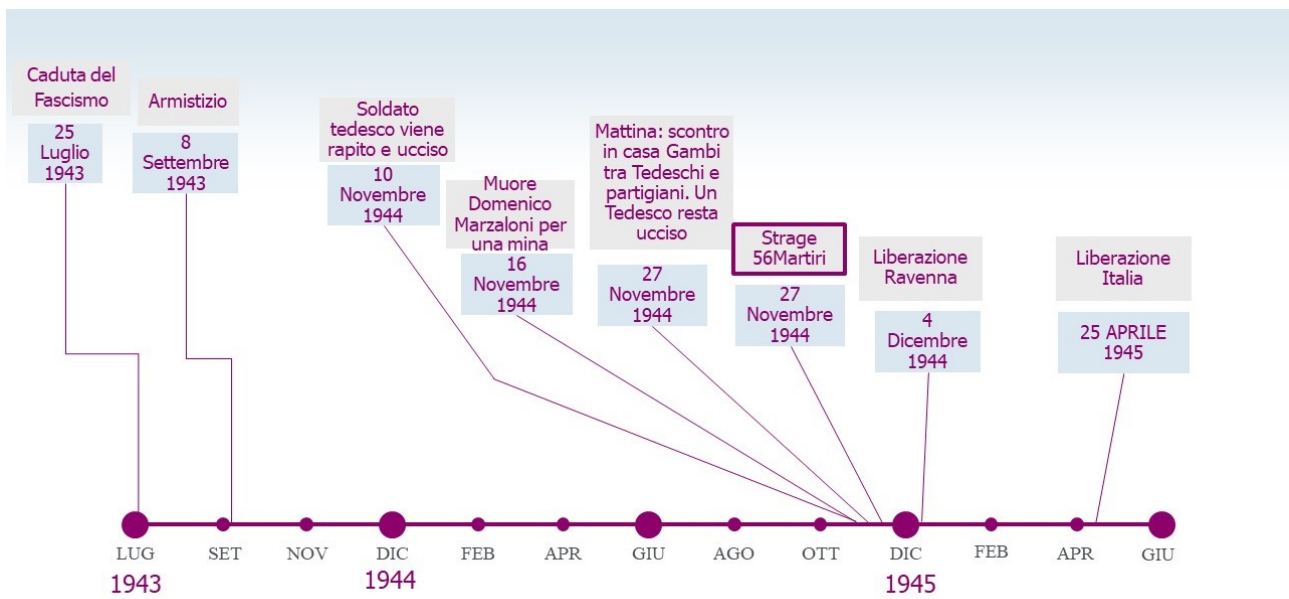 Caduta del
Fascismo
25
Luglio
1943
Armistizio
8
Settembre
1943
Soldato
tedesco viene
rapito e ucciso
10
Novembre
1944
Muore
Domenico
Marzaloni per
una mina
16
Novembre
1944
Mattina: scontro
in casa Gambi
tra Tedeschi e
partigiani. Un
Tedesco resta
ucciso
27
Novembre
1944
Strage
56Martiri
27
Novembre
1944
Liberazione
Ravenna
4
Dicembre
1944
Liberazione
Italia
25 APRILE
1945
LUG SET NOV DIC FEB APR GIU AGO OTT DIC FEB APR GIU
1943 1944 1945